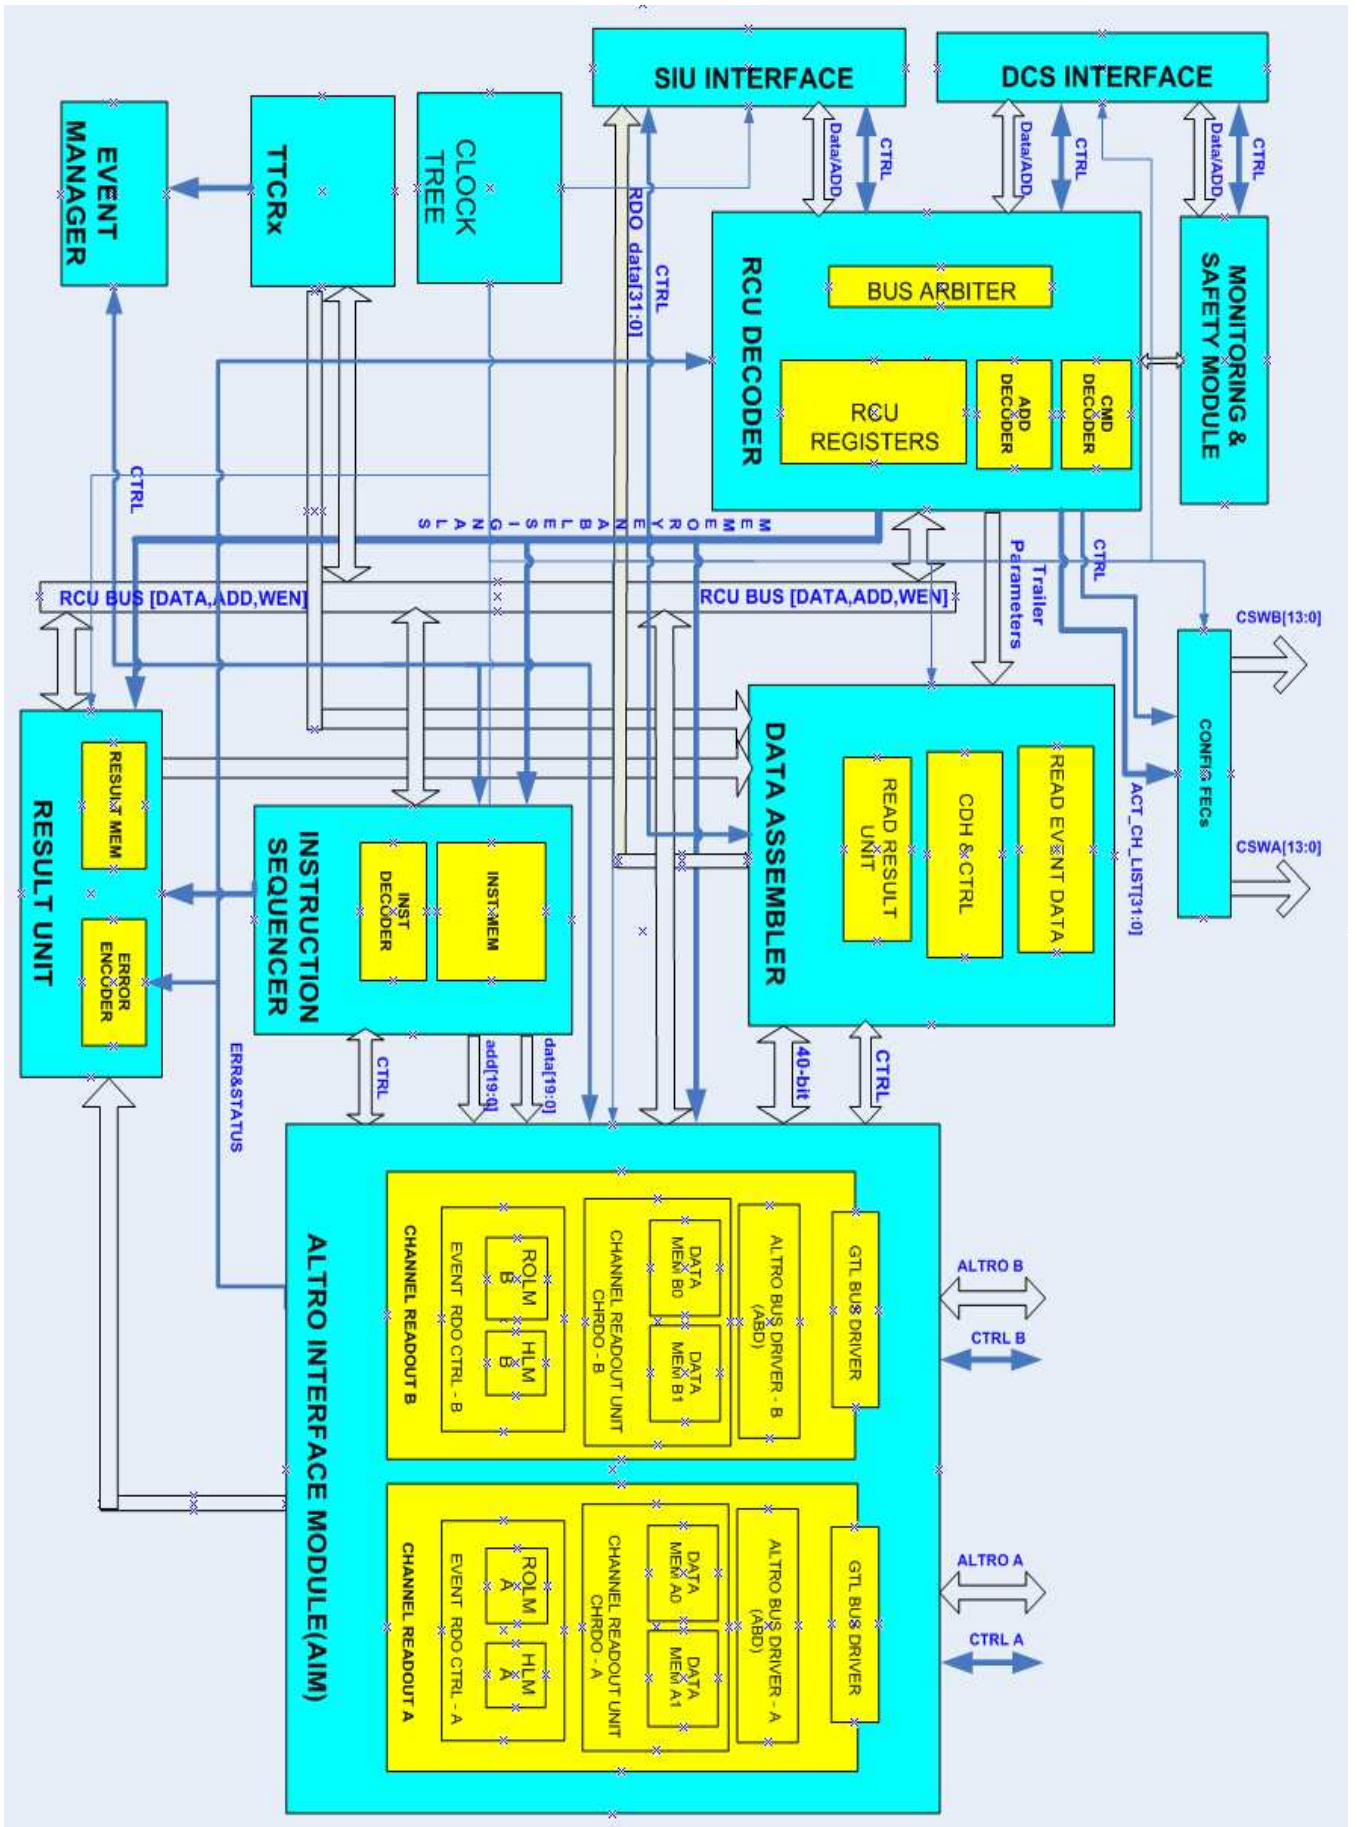 SIU INTERFACE
DCS INTERFACE
Data/ADD
CTRL
Data/ADD
CTRL
Data/ADD
CTRL
EVENT
MANAGER
TTCRx
CLOCK
TREE
RDO data[31:0]
CTRL
RCU DECODER
BUS ARBITER
RCU
REGISTERS
ADD
DECODER
CMD
DECODER
MONITORING &
SAFETY MODULE
CTRL
MEMEORYENABLESIGNALS
RCU BUS [DATA,ADD,WEN]
RCU BUS [DATA,ADD,WEN]
Trailer
Parameters
CTRL
ACT_CH_LIST[31:0]
CONFIG FECs
CSWB[13:0]
CSWA[13:0]
RESULT UNIT
RESULT MEM
ERROR
ENCODER
INSTRUCTION
SEQUENCER
INST
DECODER
INST MEM
DATA ASSEMBLER
READ RESULT
UNIT
CDH & CTRL
READ EVENT DATA
ERR&STATUS
CTRL
add[19:0]
data[19:0]
40-bit
CTRL
ALTRO INTERFACE MODULE(AIM)
CHANNEL READOUT B
EVENT RDO CTRL - B
ROLM
B
HLM
B
CHANNEL READOUT UNIT
CHRDO - B
DATA
MEM B0
DATA
MEM B1
ALTRO BUS DRIVER - B
(ABD)
GTL BUS DRIVER
CHANNEL READOUT A
EVENT RDO CTRL - A
ROLM
A
HLM
A
CHANNEL READOUT UNIT
CHRDO - A
DATA
MEM A0
DATA
MEM A1
ALTRO BUS DRIVER - A
(ABD)
GTL BUS DRIVER
ALTRO B
CTRL B
ALTRO A
CTRL A